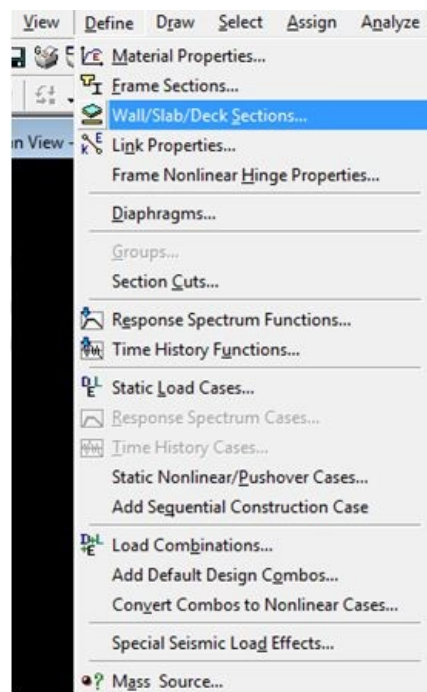 View Define Draw Select Assign Analyze
Material Properties...
Frame Sections...
Wall/Slab/Deck Sections...
n View - Link Properties...
Frame Nonlinear Hinge Properties...
Diaphragms...
Groups...
Section Cuts...
Response Spectrum Functions...
Time History Functions...
Static Load Cases...
Response Spectrum Cases...
Time History Cases...
Static Nonlinear/Pushover Cases...
Add Sequential Construction Case
Load Combinations...
Add Default Design Combos...
Convert Combos to Nonlinear Cases...
Special Seismic Load Effects...
Mass Source...